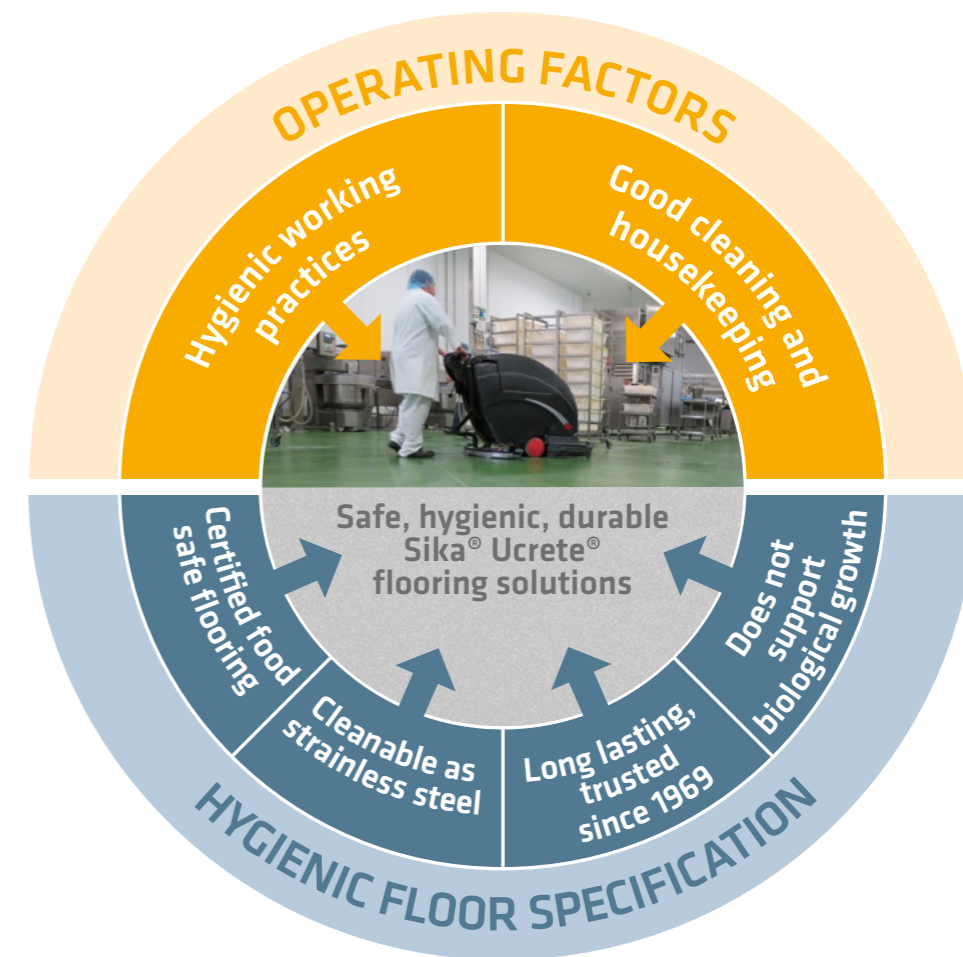 OPERATING FACTORS
Hygienic working
practices
Good cleaning and
housekeeping
Safe, hygienic, durable
Sika® Ucrete®
flooring solutions
Certified food
safe flooring
Cleanable as
strainless steel
Long lasting,
trusted
since 1969
Does not
support
biological growth
HYGIENIC FLOOR SPECIFICATION